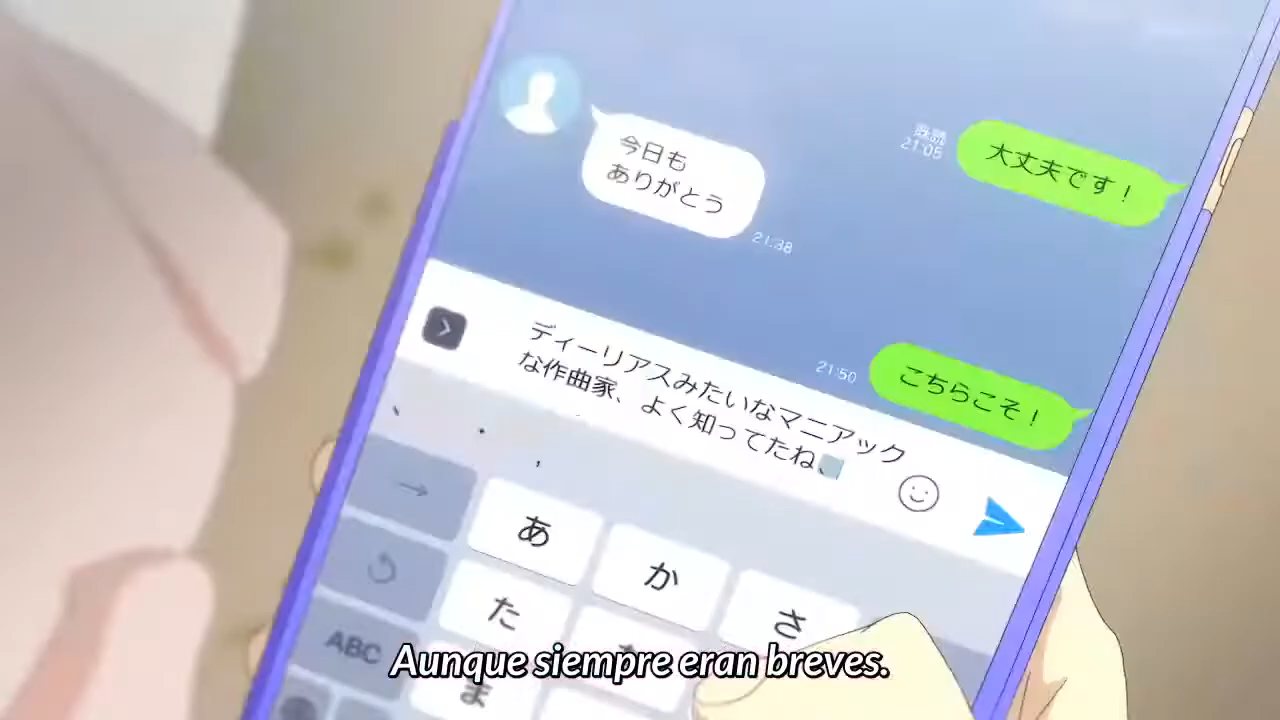 既読
21:05
大丈夫です！
今日も
ありがとう
21:38
21:50
こちらこそ！
ディーリアスみたいなマニアック
な作曲家、よく知ってたね。
、
→
あ
か
さ
た
ABC
ま
Aunque siempre eran breves.